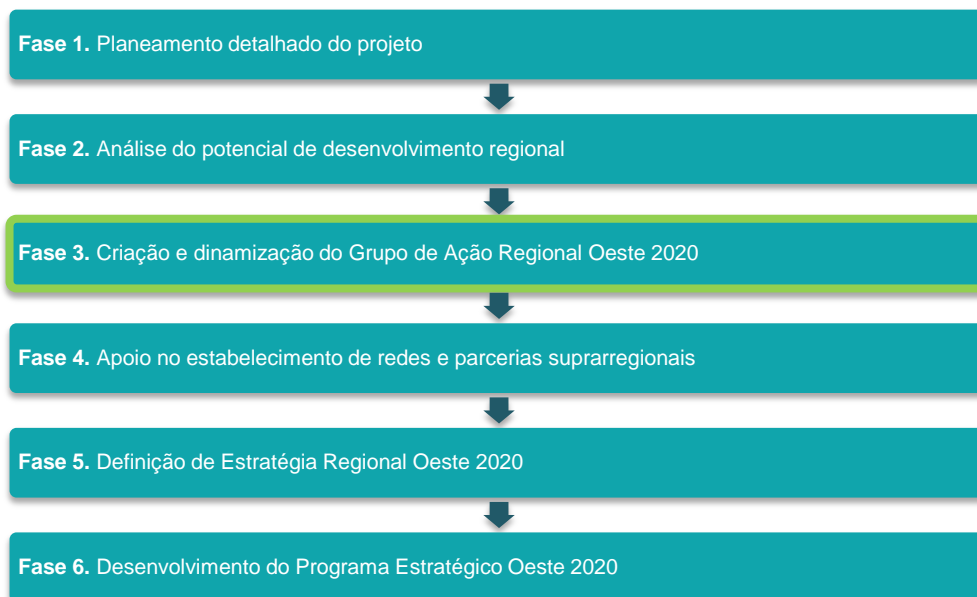 Fase 1. Planeamento detalhado do projeto
Fase 2. Análise do potencial de desenvolvimento regional
Fase 3. Criação e dinamização do Grupo de Ação Regional Oeste 2020
Fase 4. Apoio no estabelecimento de redes e parcerias suprarregionais
Fase 5. Definição de Estratégia Regional Oeste 2020
Fase 6. Desenvolvimento do Programa Estratégico Oeste 2020